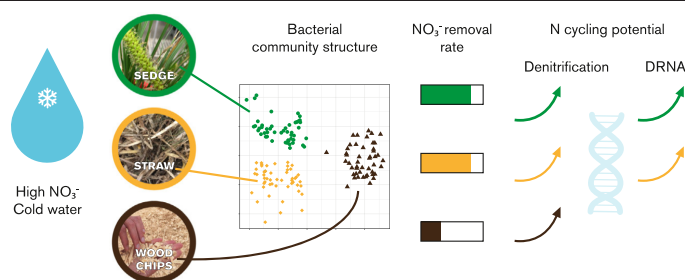 Bacterial
community structure
NO₃⁻ removal
rate
N cycling potential
Denitrification
DRNA
SEDGE
STRAW
WOOD
CHIPS
High NO₃⁻
Cold water